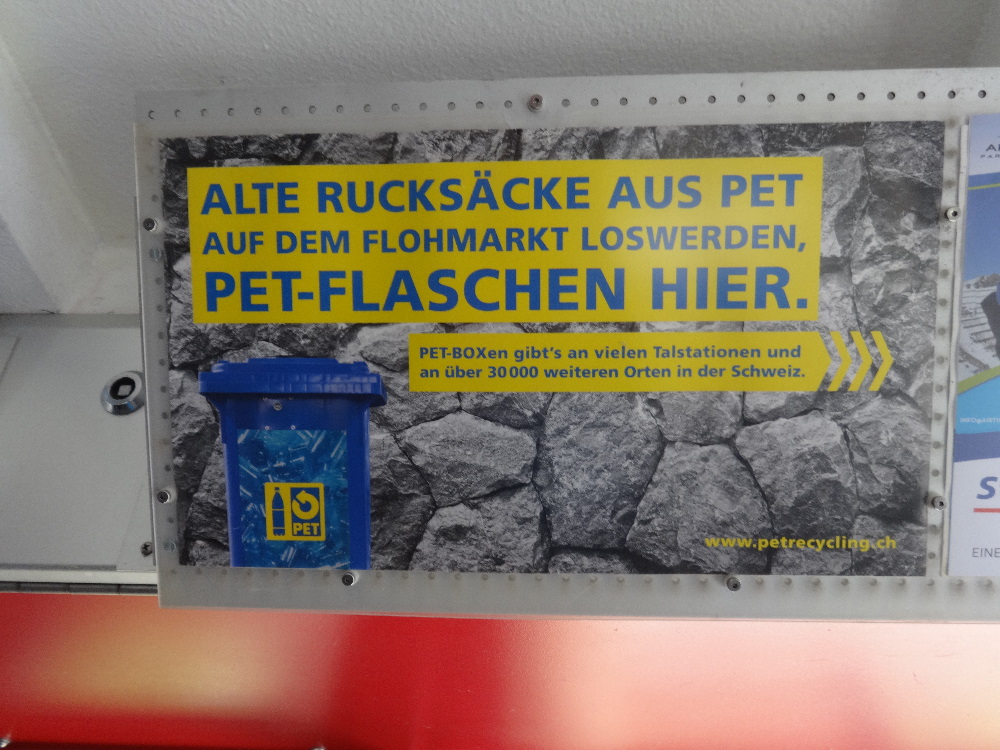 ALTE RUCKSÄCKE AUS PET
AUF DEM FLOHMARKT LOSWERDEN,
PET-FLASCHEN HIER.
PET-BOXen gibt's an vielen Talstationen und
an über 30000 weiteren Orten in der Schweiz.
PET
www.petrecycling.ch
EINE